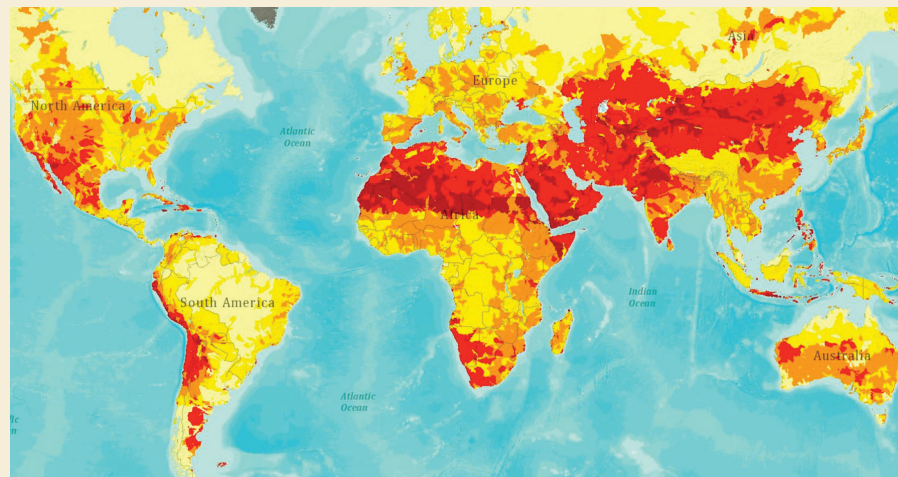 Asia
Europe
North America
Atlantic
Ocean
Africa
South America
Indian
Ocean
Australia
Atlantic
Ocean